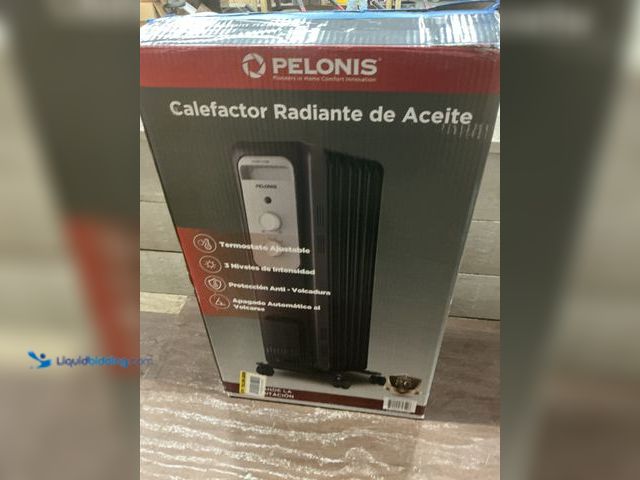 PELONIS
Pioneers in Home Comfort Innovation
Calefactor Radiante de Aceite
PELONIS
Termostato Ajustable
3 Niveles de Intensidad
Protección Anti - Volcadura
Apagado Automático al
Volcarse
Liquidbidding.com